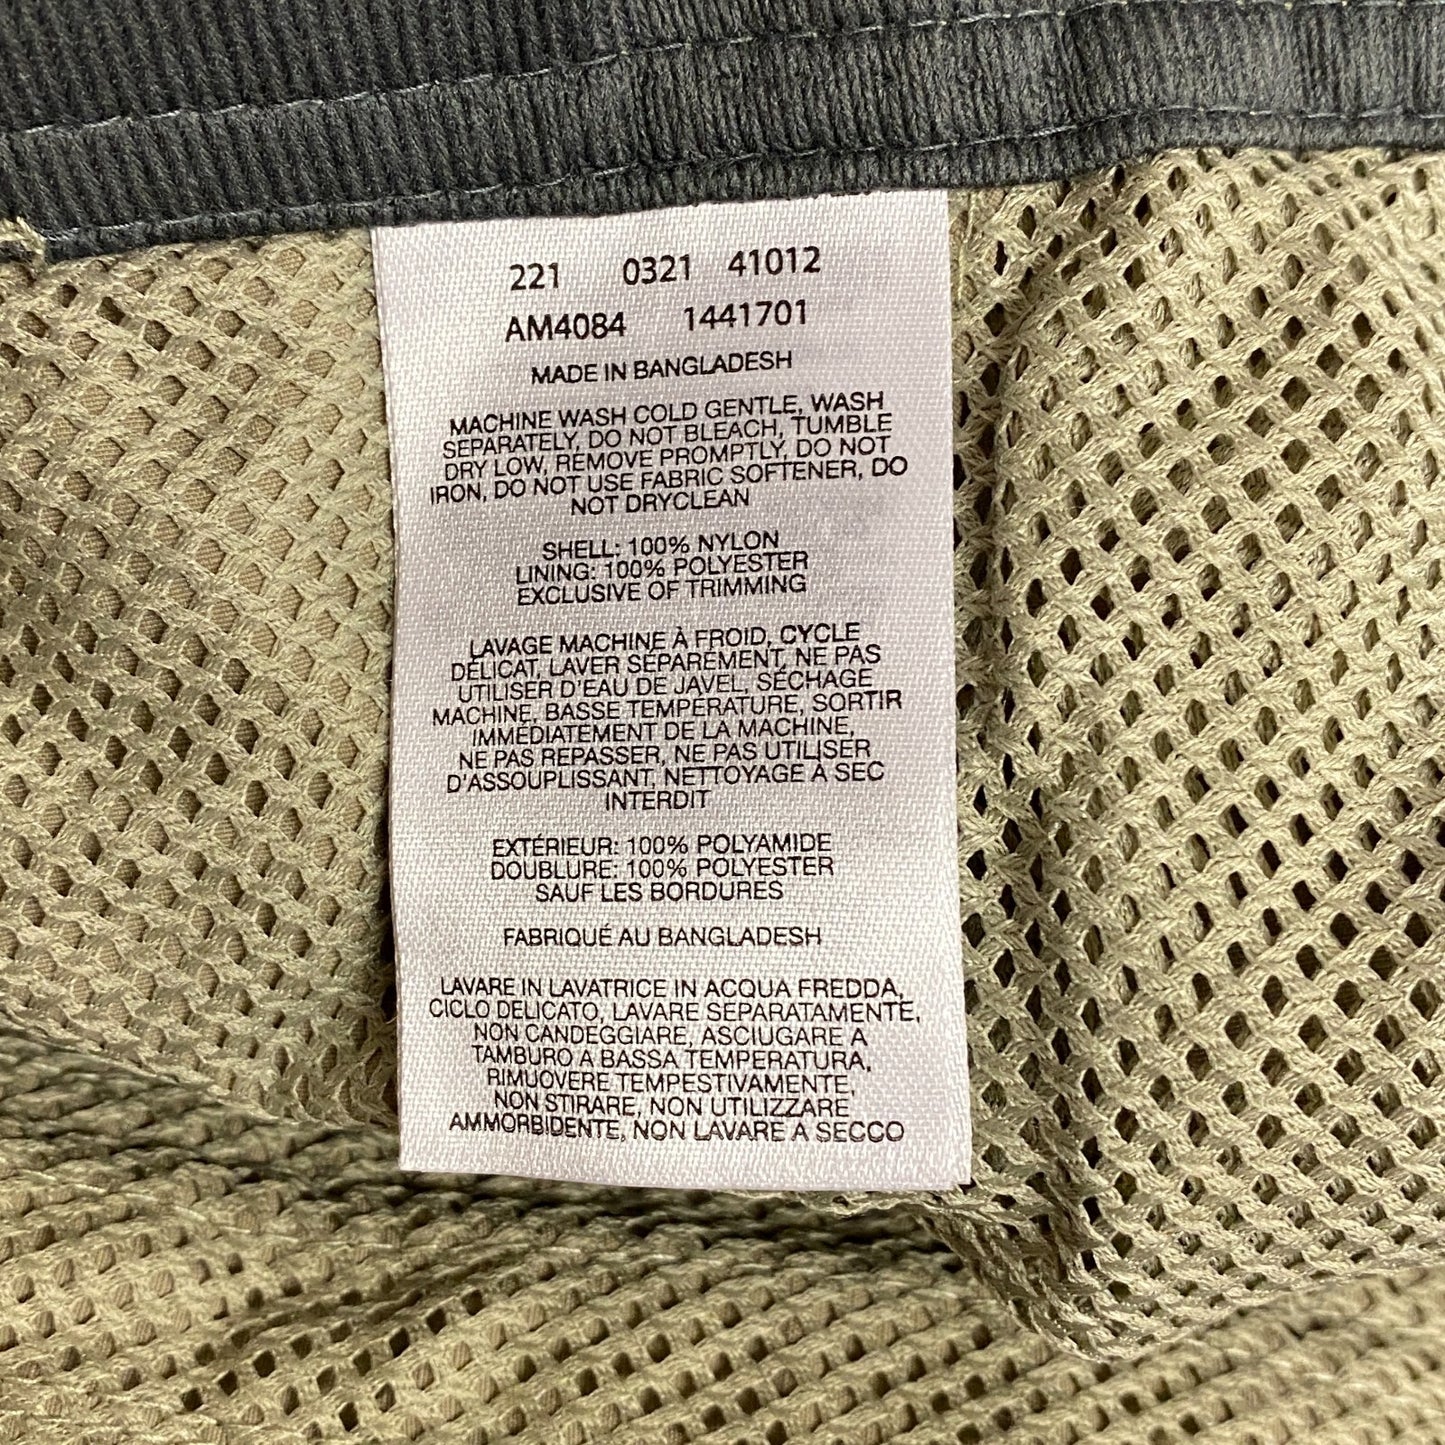 221 0321 41012
AM4084 1441701
MADE IN BANGLADESH
MACHINE WASH COLD GENTLE, WASH
SEPARATELY, DO NOT BLEACH, TUMBLE
DRY LOW, REMOVE PROMPTLY, DO NOT
IRON, DO NOT USE FABRIC SOFTENER, DO
NOT DRYCLEAN
SHELL: 100% NYLON
LINING: 100% POLYESTER
EXCLUSIVE OF TRIMMING
LAVAGE MACHINE À FROID, CYCLE
DÉLICAT, LAVER SÉPARÉMENT, NE PAS
UTILISER D'EAU DE JAVEL, SÉCHAGE
MACHINE, BASSE TEMPÉRATURE, SORTIR
IMMÉDIATEMENT DE LA MACHINE,
NE PAS REPASSER, NE PAS UTILISER
D'ASSOUPLISSANT, NETTOYAGE À SEC
INTERDIT
EXTÉRIEUR: 100% POLYAMIDE
DOUBLURE: 100% POLYESTER
SAUF LES BORDURES
FABRIQUÉ AU BANGLADESH
LAVARE IN LAVATRICE IN ACQUA FREDDA,
CICLO DELICATO, LAVARE SEPARATAMENTE,
NON CANDEGGIARE, ASCIUGARE A
TAMBURO A BASSA TEMPERATURA,
RIMUOVERE TEMPESTIVAMENTE,
NON STIRARE, NON UTILIZZARE
AMMORBIDENTE, NON LAVARE A SECCO